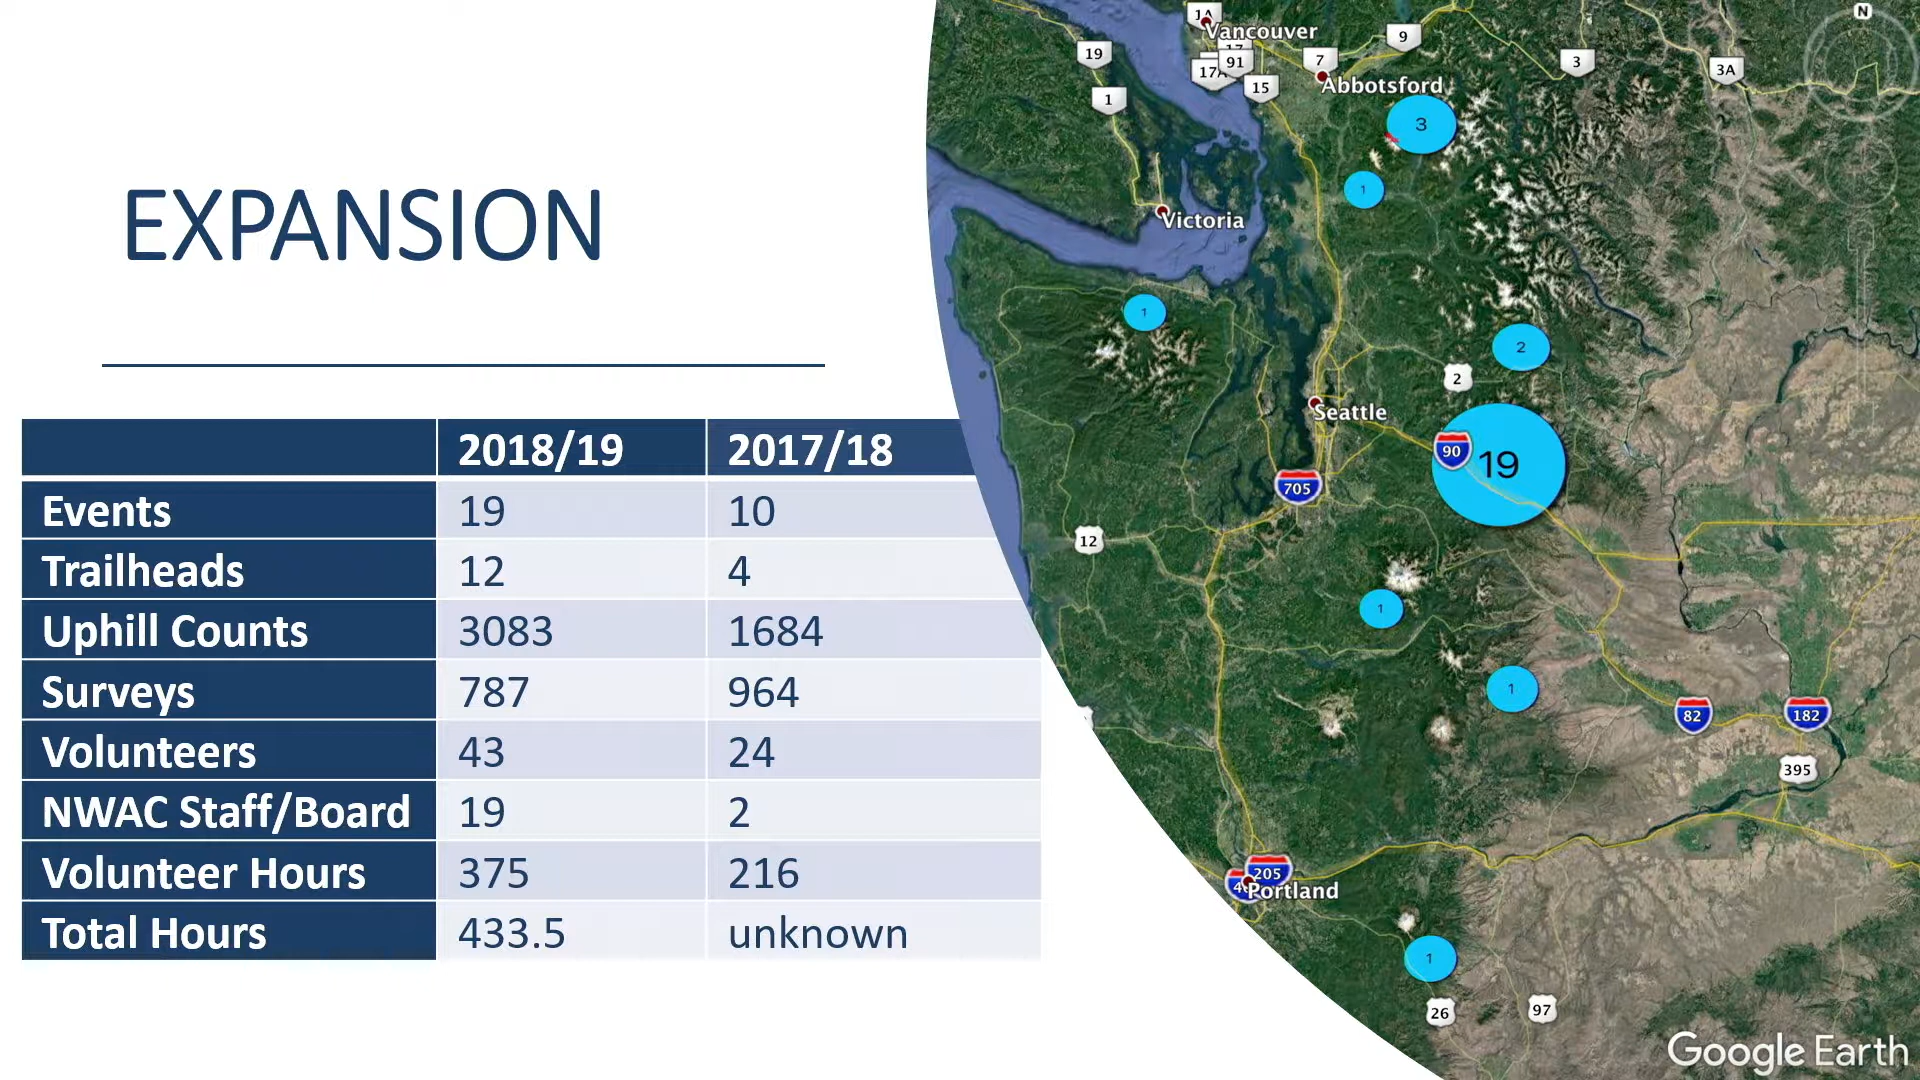 EXPANSION
2018/19 2017/18
Events 19 10
Trailheads 12 4
Uphill Counts 3083 1684
Surveys 787 964
Volunteers 43 24
NWAC Staff/Board 19 2
Volunteer Hours 375 216
Total Hours 433.5 unknown
N
1A
Vancouver
19
17
91
17A
7
9
3
3A
15
Abbotsford
1
3
1
Victoria
1
2
2
Seattle
90
19
705
12
1
1
82
182
395
205
Portland
1
26
97
Google Earth